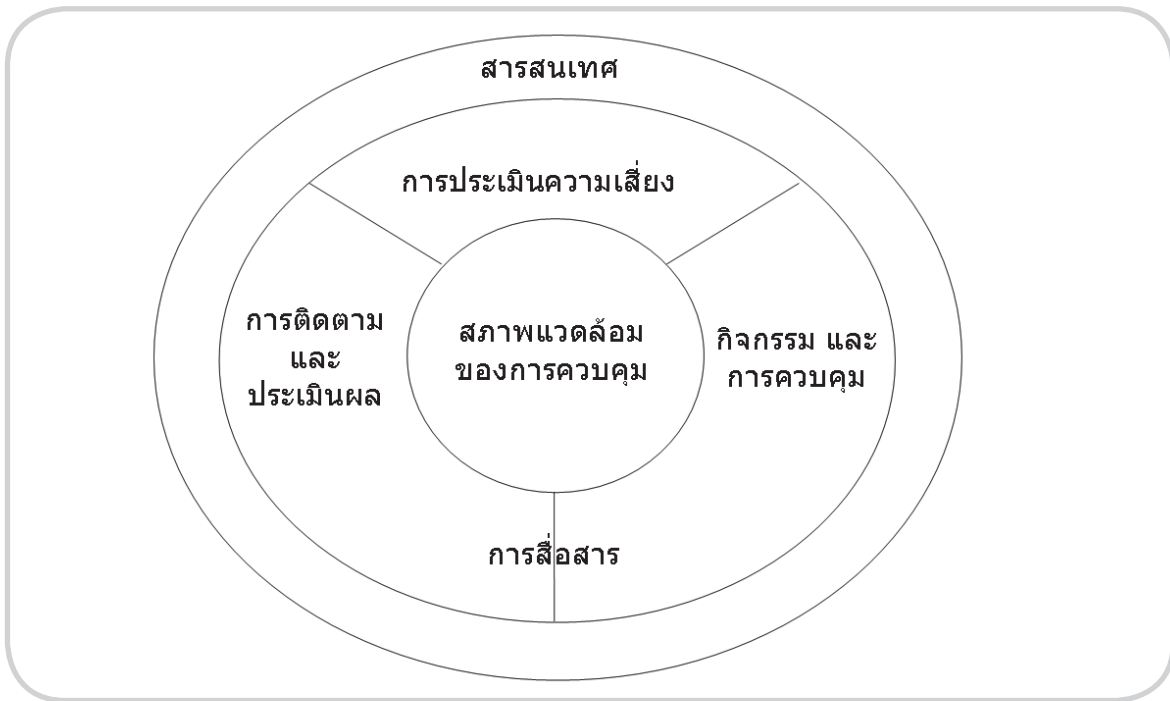 สารสนเทศ
การประเมินความเสี่ยง
การติดตาม
และ
ประเมินผล
สภาพแวดล้อม
ของการควบคุม
กิจกรรม และ
การควบคุม
การสื่อสาร